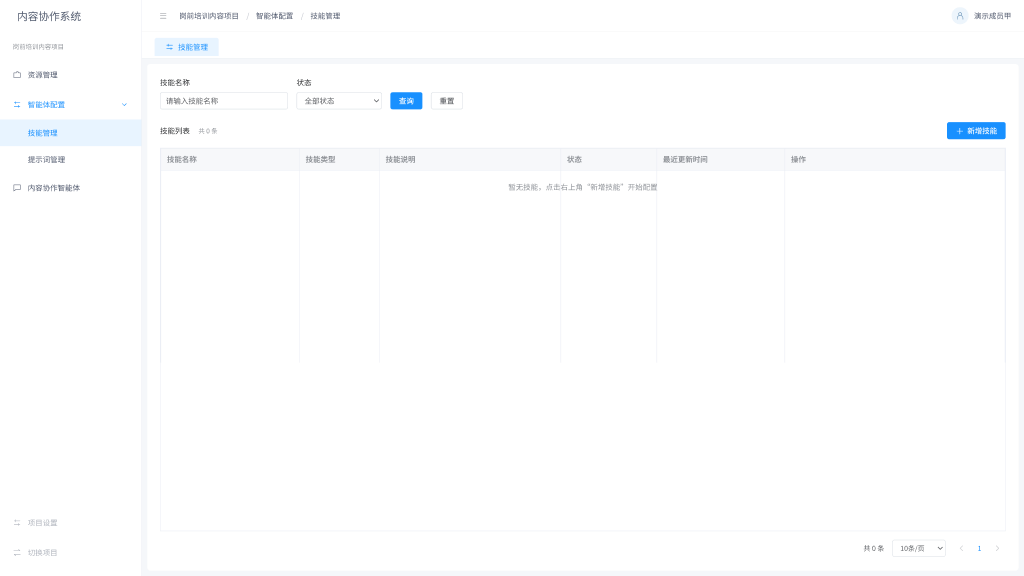 内容协作系统
岗前培训内容项目
资源管理
智能体配置
技能管理
提示词管理
内容协作智能体
项目设置
切换项目
岗前培训内容项目 / 智能体配置 / 技能管理
演示成员甲
技能管理
技能名称 状态
请输入技能名称 全部状态 查询 重置
技能列表 共 0 条 新增技能
技能名称 技能类型 技能说明 状态 最近更新时间 操作
暂无技能，点击右上角“新增技能”开始配置
共 0 条 10条/页 1